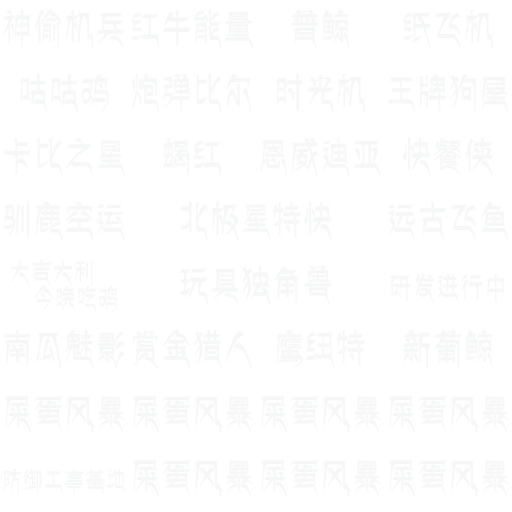 神偷机兵 红牛能量 普鲸 纸飞机
咕咕鸡 炮弹比尔 时光机 王牌狗屋
卡比之星 蝎红 恩威迪亚 快餐侠
驯鹿空运 北极星特快 远古飞鱼
大吉大利
今晚吃鸡 玩具独角兽 研发进行中
南瓜魅影 赏金猎人 鹰纽特 新葡鲸
屎蛋风暴 屎蛋风暴 屎蛋风暴 屎蛋风暴
防御工事基地 屎蛋风暴 屎蛋风暴 屎蛋风暴